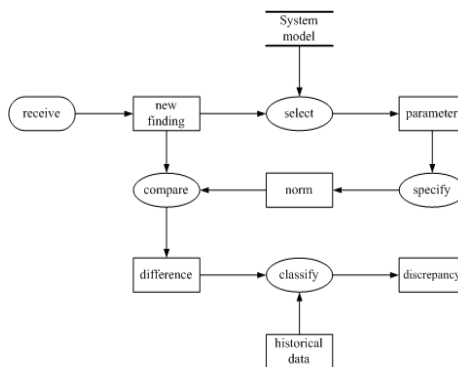 System
model
receive
new
finding
select
parameter
compare
norm
specify
difference
classify
discrepancy
historical
data